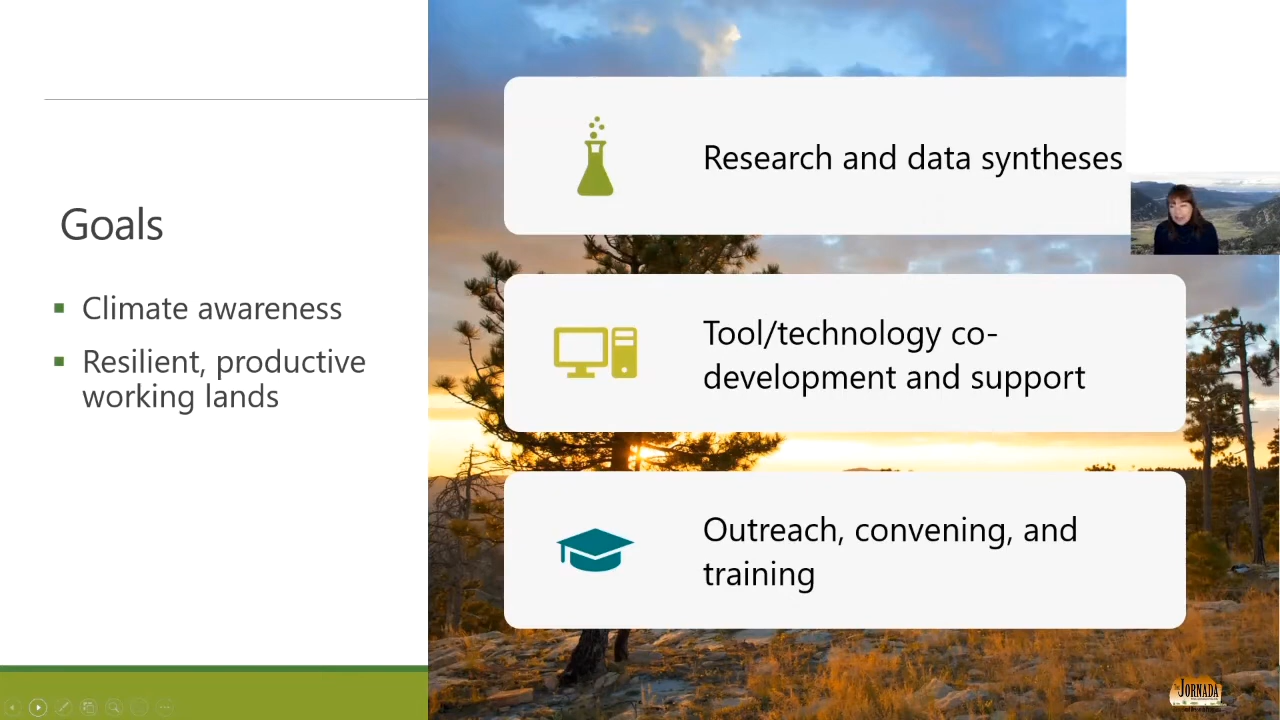 Goals
Climate awareness
Resilient, productive
working lands
Research and data syntheses
Tool/technology co-
development and support
Outreach, convening, and
training
JORNADA